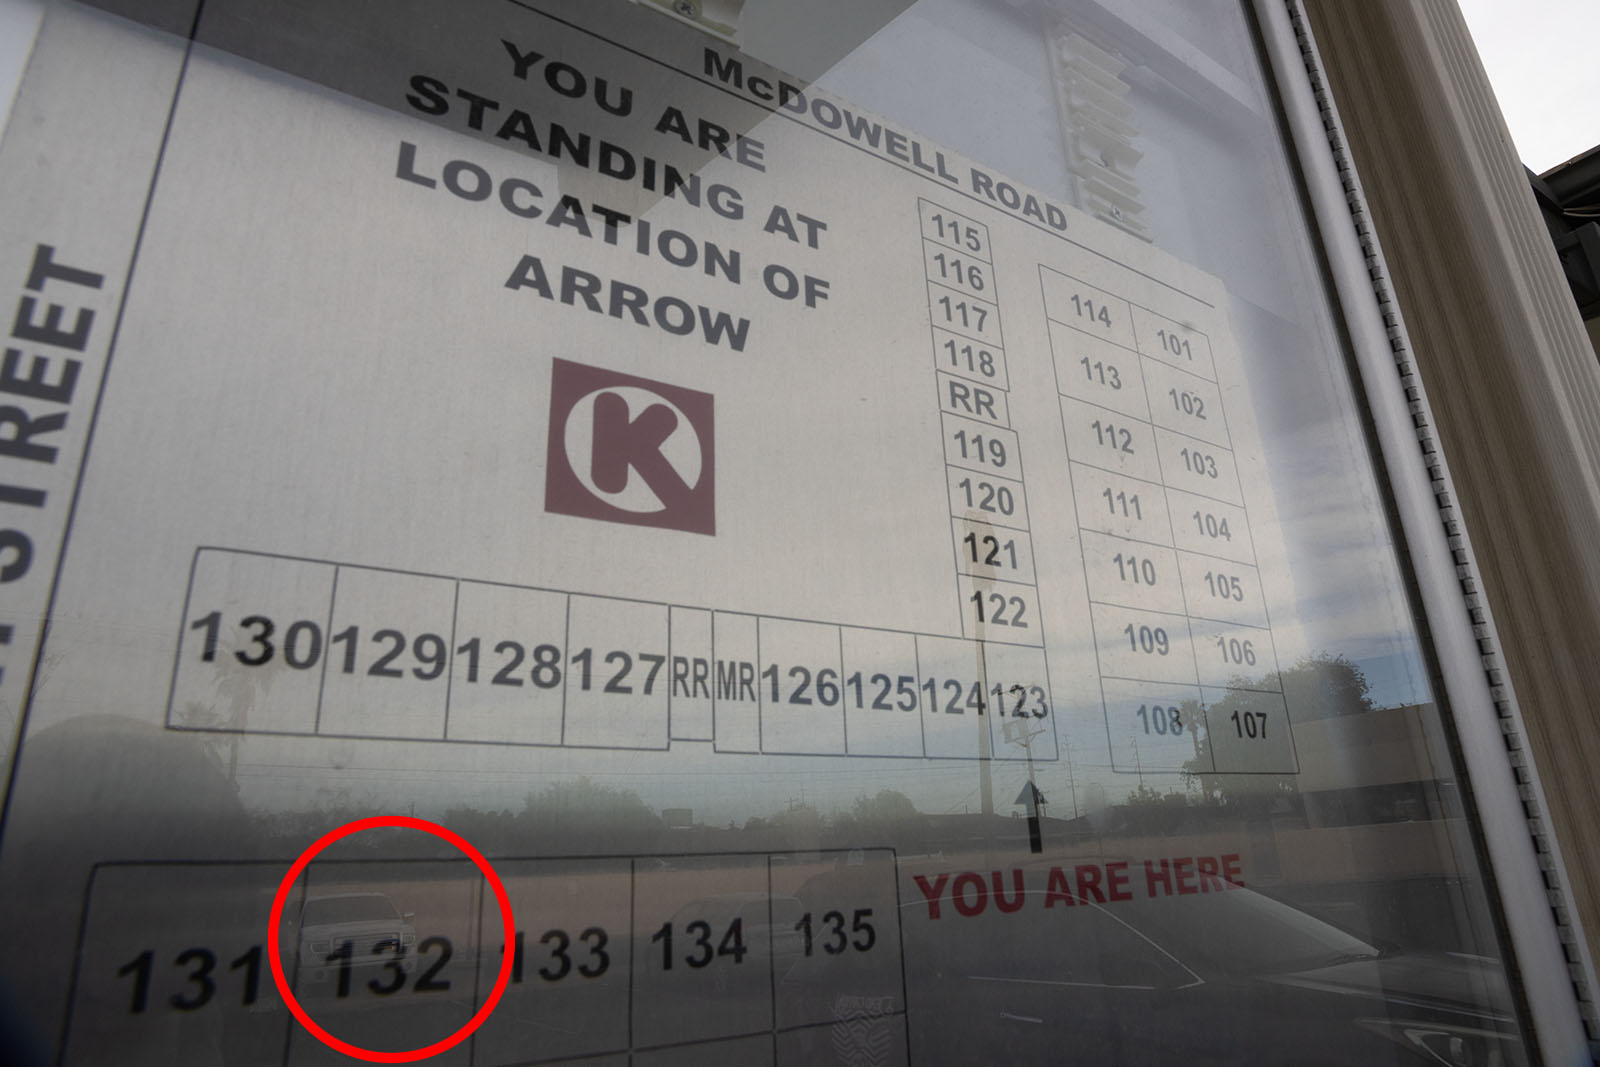 McDOWELL ROAD
YOU ARE
STANDING AT
LOCATION OF
ARROW
STREET
K
115
116
117
118
RR
119
120
121
122
114 101
113 102
112 103
111 104
110 105
109 106
108 107
130 129 128 127 RR MR 126 125 124 123
YOU ARE HERE
131 132 133 134 135